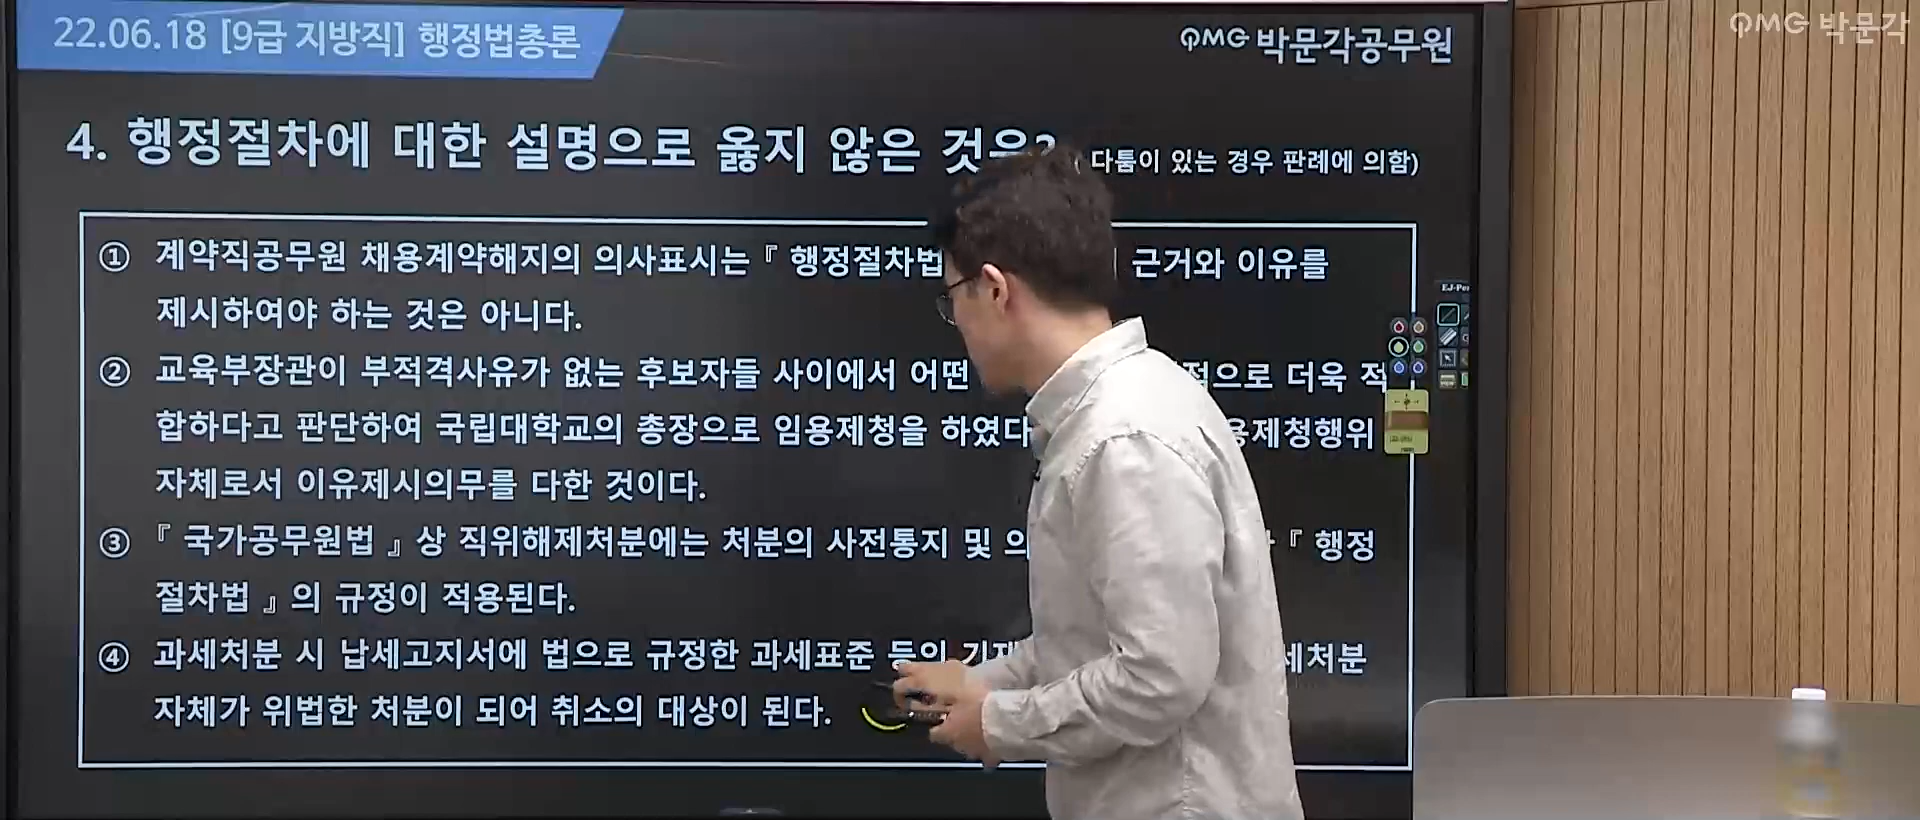 22.06.18 [9급 지방직] 행정법총론
QMG 박문각공무원
QMG 박문각
4. 행정절차에 대한 설명으로 옳지 않은 것은? 다툼이 있는 경우 판례에 의함)
① 계약직공무원 채용계약해지의 의사표시는 『 행정절차법 근거와 이유를
제시하여야 하는 것은 아니다.
② 교육부장관이 부적격사유가 없는 후보자들 사이에서 어떤 으로 더욱 적
합하다고 판단하여 국립대학교의 총장으로 임용제청을 하였다 용제청행위
자체로서 이유제시의무를 다한 것이다.
③ 『 국가공무원법 』 상 직위해제처분에는 처분의 사전통지 및 『 행정
절차법 』 의 규정이 적용된다.
④ 과세처분 시 납세고지서에 법으로 규정한 과세표준 등의 세처분
자체가 위법한 처분이 되어 취소의 대상이 된다.